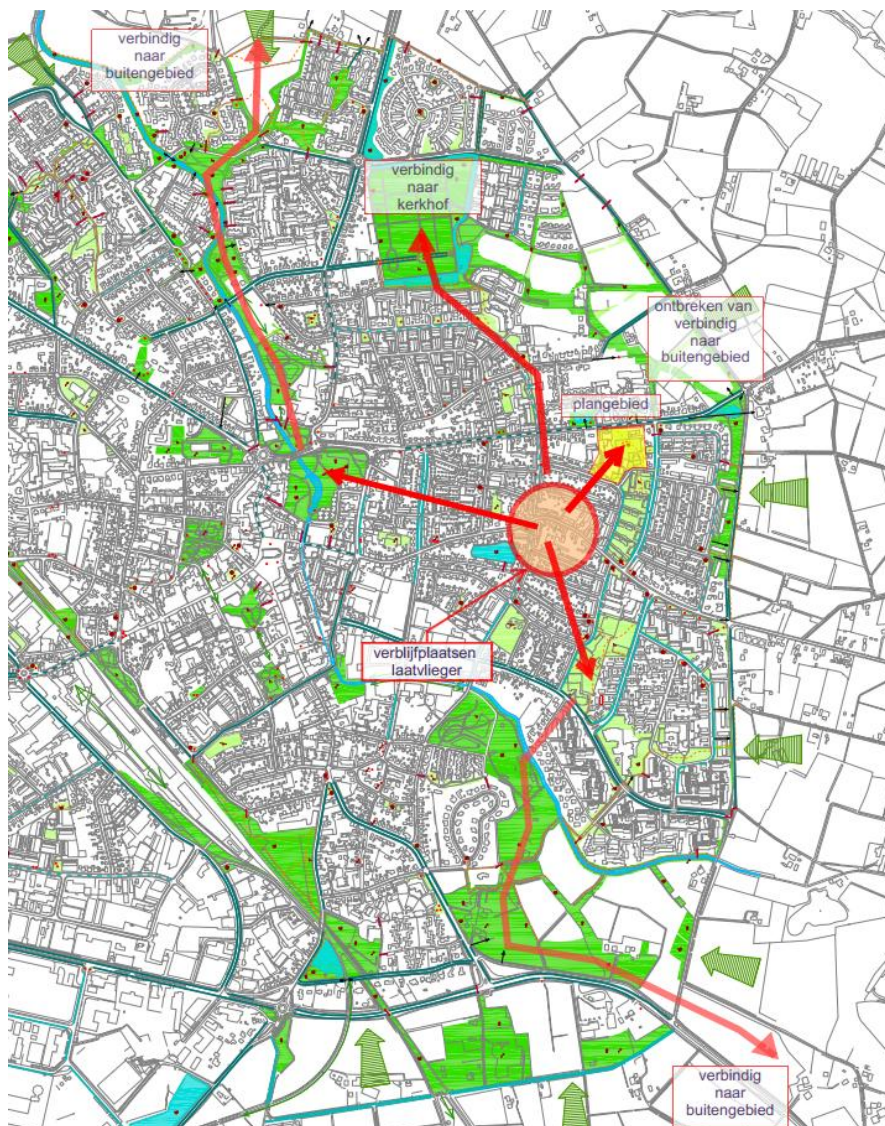 verbindig
naar
buitengebied
verbindig
naar
kerkhof
ontbreken van
verbindig
naar
buitengebied
plangebied
verblijfplaatsen
laatvlieger
verbindig
naar
buitengebied